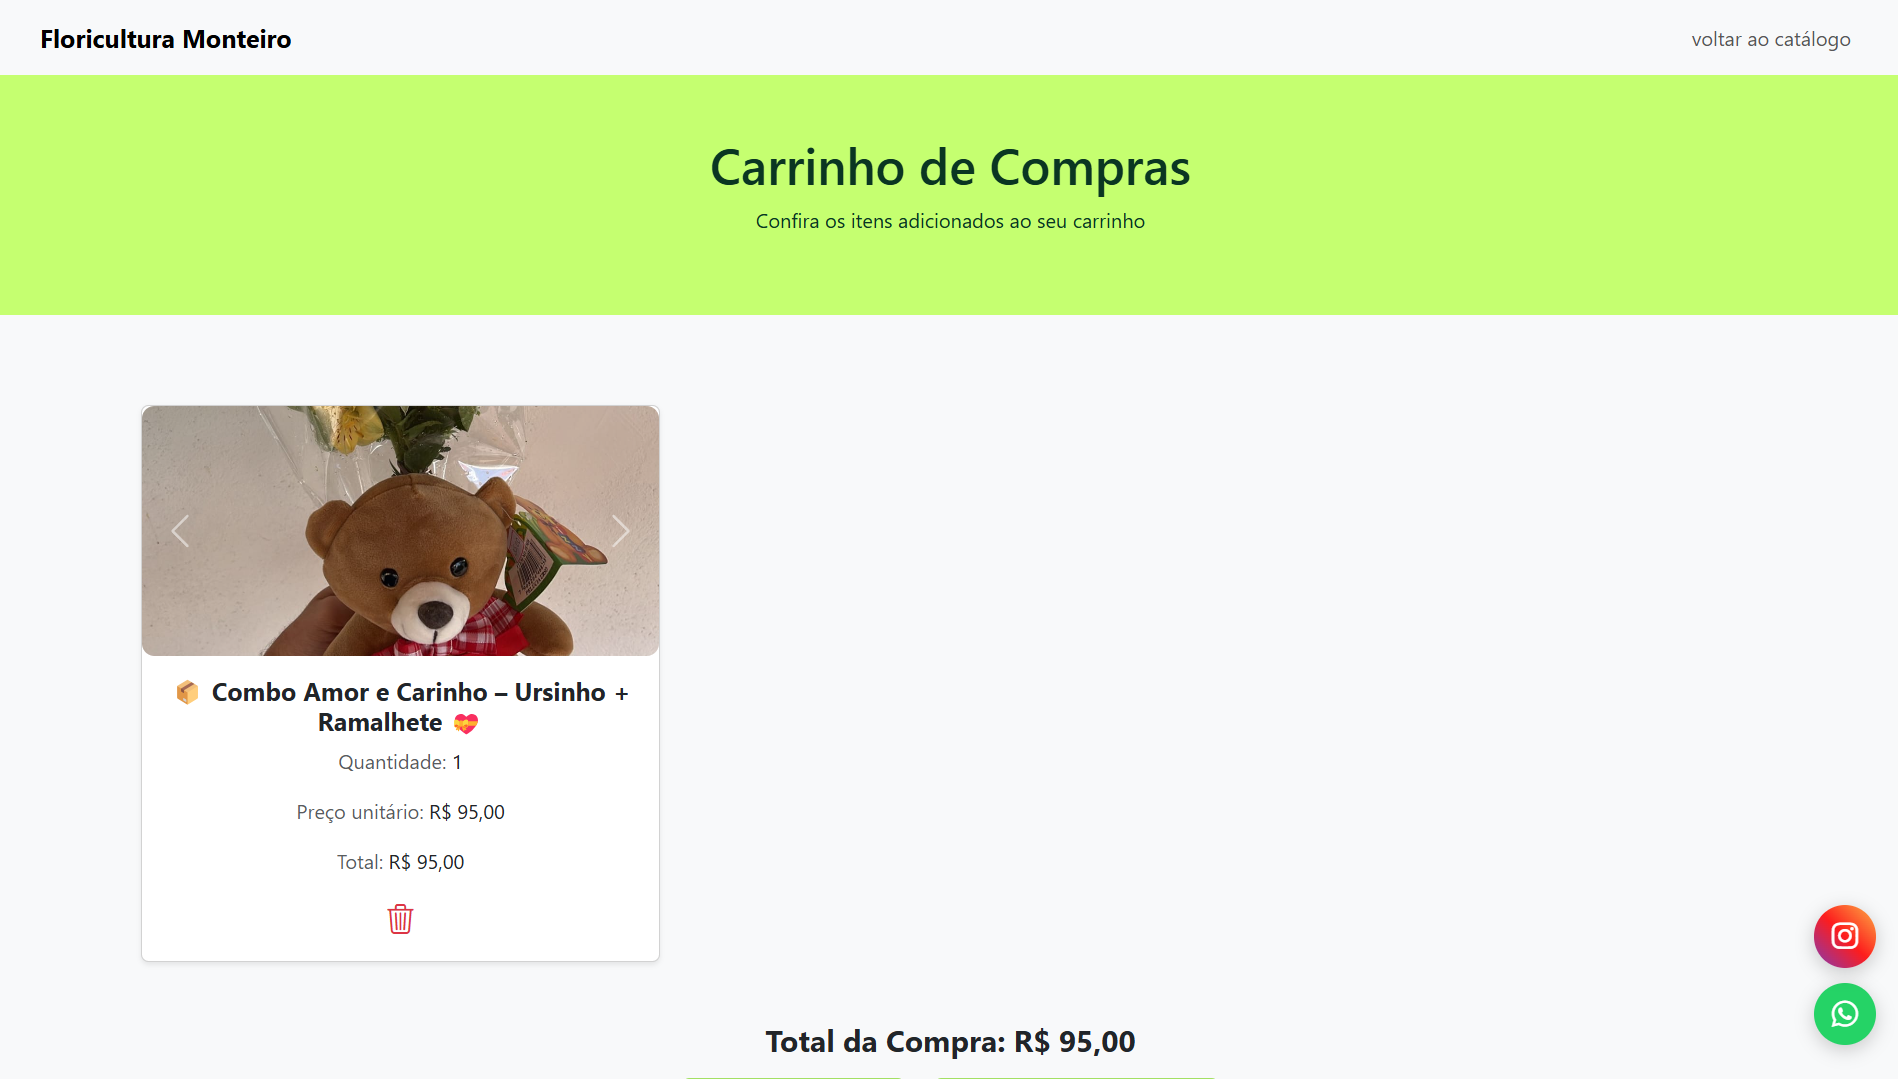 Floricultura Monteiro
voltar ao catálogo
Carrinho de Compras
Confira os itens adicionados ao seu carrinho
📦 Combo Amor e Carinho – Ursinho +
Ramalhete 💝
Quantidade: 1
Preço unitário: R$ 95,00
Total: R$ 95,00
Total da Compra: R$ 95,00